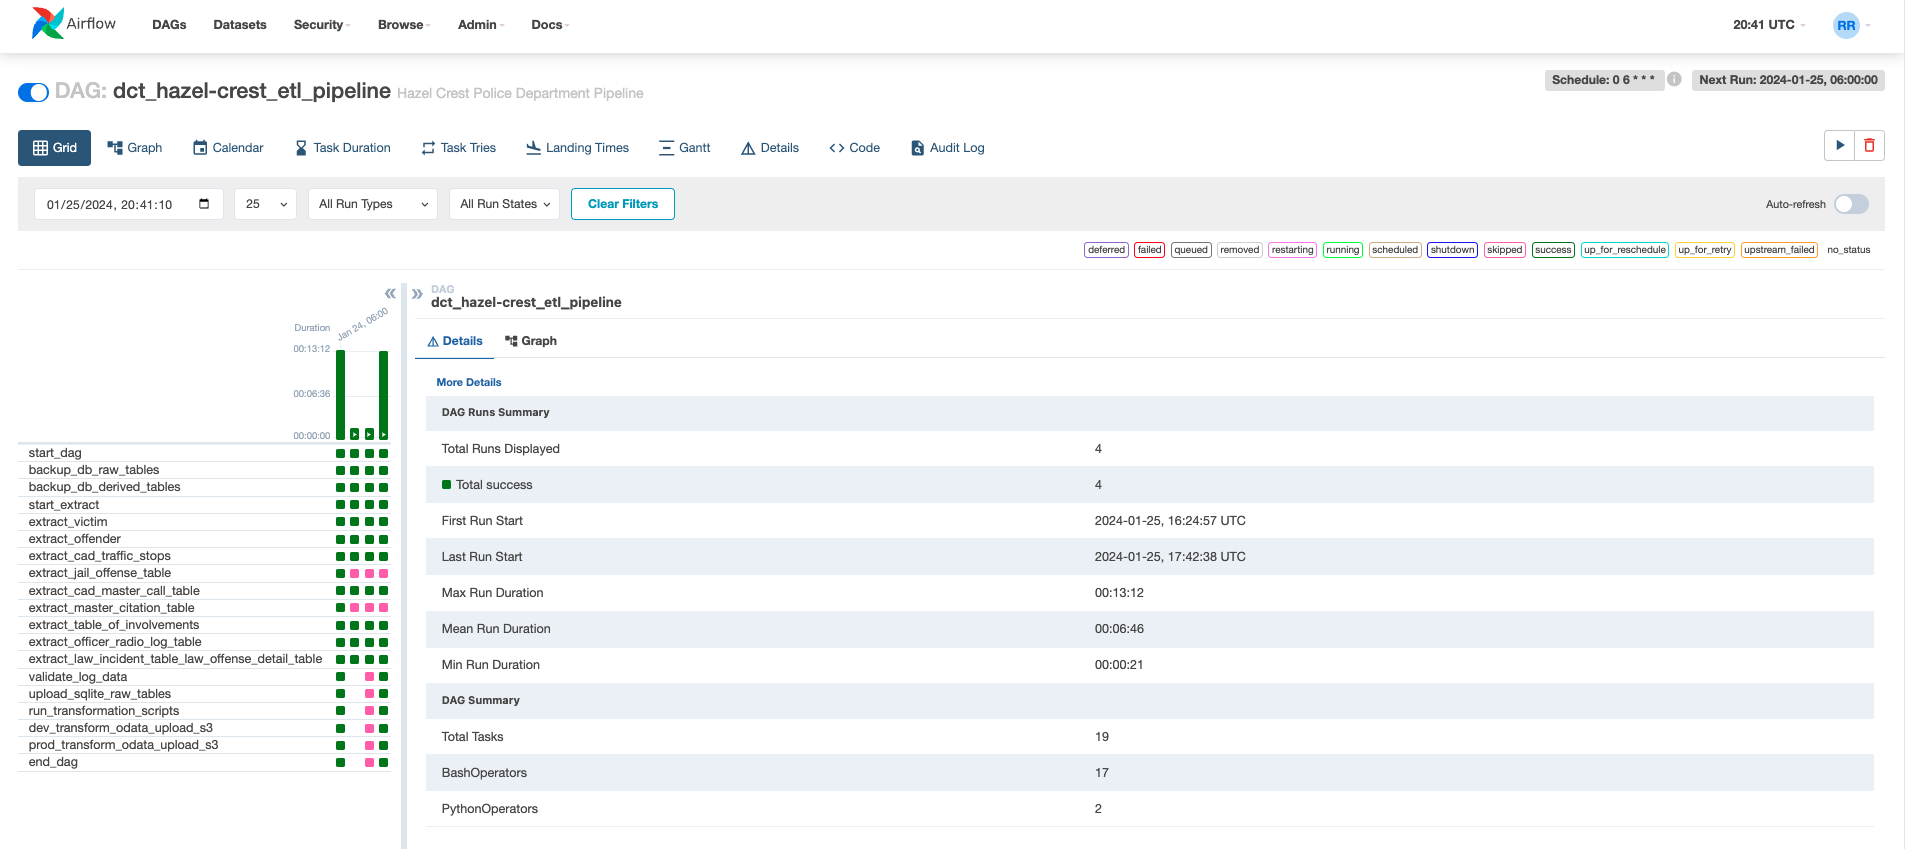 Airflow DAGs Datasets Security Browse Admin Docs 20:41 UTC RR
Schedule: 0 6 * * * Next Run: 2024-01-25, 06:00:00
DAG: dct_hazel-crest_etl_pipeline Hazel Crest Police Department Pipeline
Grid Graph Calendar Task Duration Task Tries Landing Times Gantt Details Code Audit Log
01/25/2024, 20:41:10 25 All Run Types All Run States Clear Filters Auto-refresh
deferred failed queued removed restarting running scheduled shutdown skipped success up_for_reschedule up_for_retry upstream_failed no_status
DAG
dct_hazel-crest_etl_pipeline
Details Graph
More Details
DAG Runs Summary
Total Runs Displayed 4
Total success 4
First Run Start 2024-01-25, 16:24:57 UTC
Last Run Start 2024-01-25, 17:42:38 UTC
Max Run Duration 00:13:12
Mean Run Duration 00:06:46
Min Run Duration 00:00:21
DAG Summary
Total Tasks 19
BashOperators 17
PythonOperators 2
Jan 24, 06:00
Duration
00:13:12
00:06:36
00:00:00
start_dag
backup_db_raw_tables
backup_db_derived_tables
start_extract
extract_victim
extract_offender
extract_cad_traffic_stops
extract_jail_offense_table
extract_cad_master_call_table
extract_master_citation_table
extract_table_of_involvements
extract_officer_radio_log_table
extract_law_incident_table_law_offense_detail_table
validate_log_data
upload_sqlite_raw_tables
run_transformation_scripts
dev_transform_odata_upload_s3
prod_transform_odata_upload_s3
end_dag